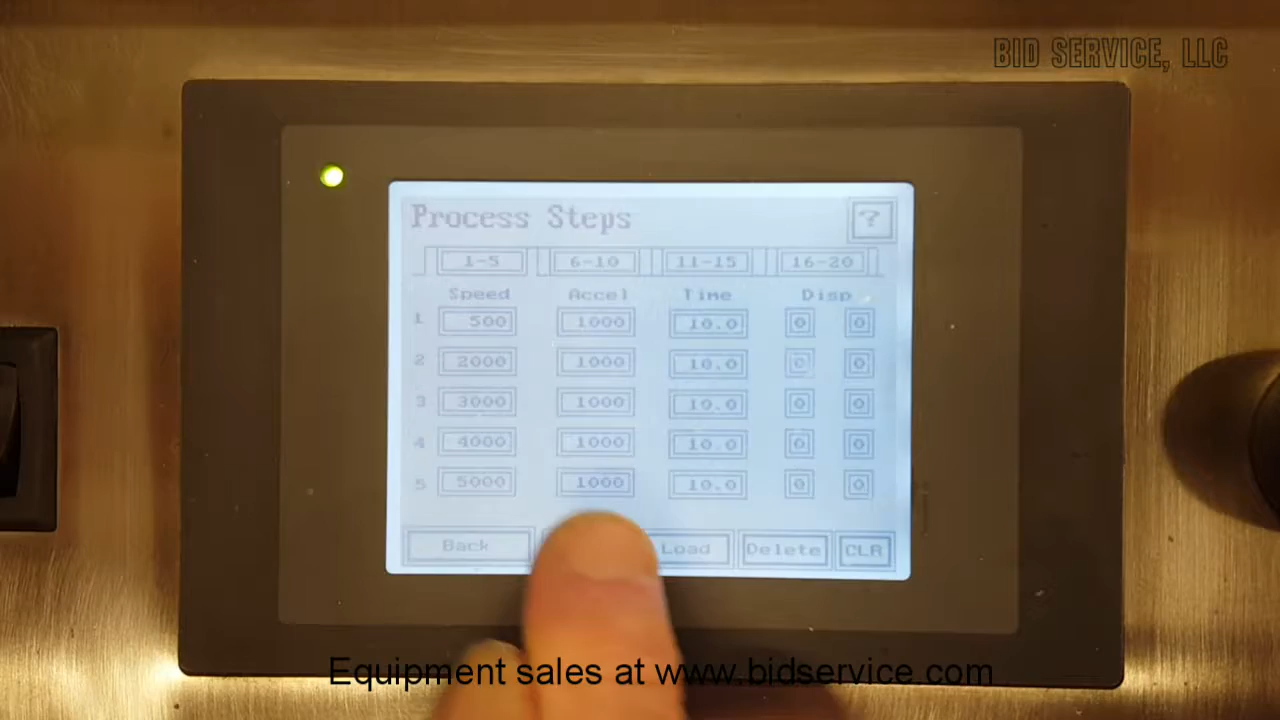 BID SERVICE, LLC
Process Steps ?
1-5 6-10 11-15 16-20
Speed Accel Time Disp
1 500 1000 10.0 0 0
2 2000 1000 10.0 0 0
3 3000 1000 10.0 0 0
4 4000 1000 10.0 0 0
5 5000 1000 10.0 0 0
Back Load Delete CLR
Equipment sales at www.bidservice.com